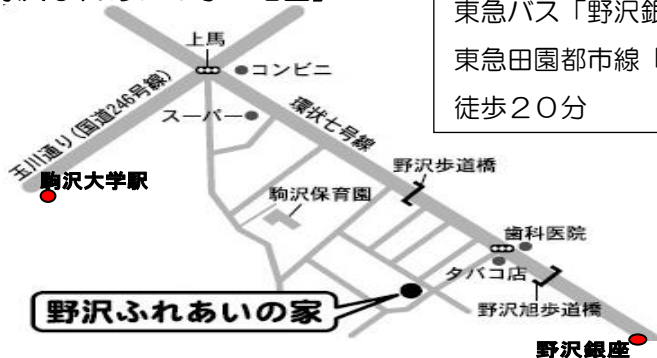 東急バス「野沢銀
東急田園都市線
徒歩２０分
上馬
コンビニ
スーパー
環状七号線
玉川通り(国道246号線)
野沢歩道橋
駒沢大学駅
駒沢保育園
歯科医院
タバコ店
野沢ふれあいの家
野沢旭歩道橋
野沢銀座